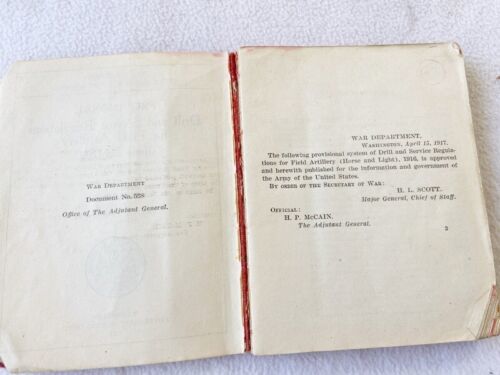 WAR DEPARTMENT
Document No. 538
Office of The Adjutant General.
WAR DEPARTMENT,
WASHINGTON, April 15, 1917.
The following provisional system of Drill and Service Regula-
tions for Field Artillery (Horse and Light), 1916, is approved
and herewith published for the information and government of
the Army of the United States.
BY ORDER OF THE SECRETARY OF WAR:
H. L. SCOTT,
Major General, Chief of Staff.
OFFICIAL:
H. P. McCAIN,
The Adjutant General.
3